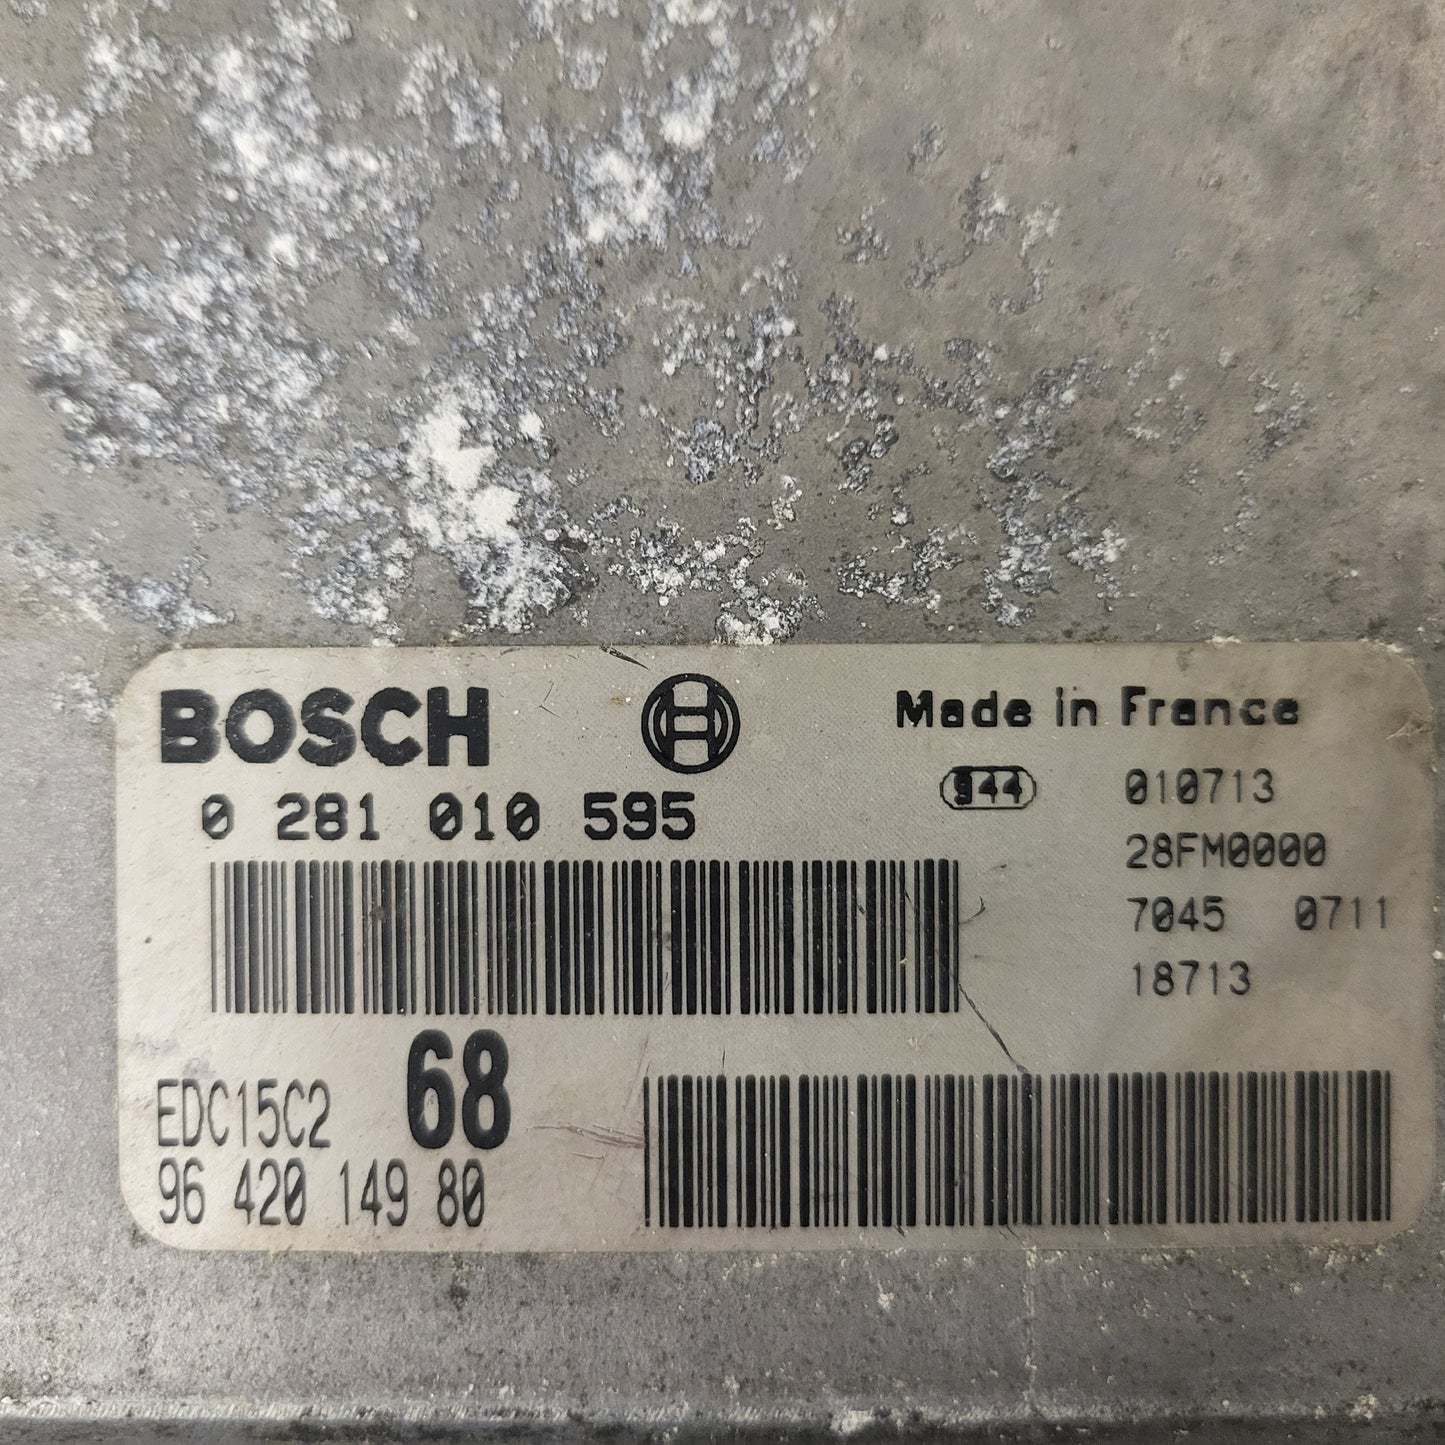 BOSCH
Made in France
0 281 010 595
944
010713
28FM0000
7045 0711
18713
68
EDC15C2
96 420 149 80